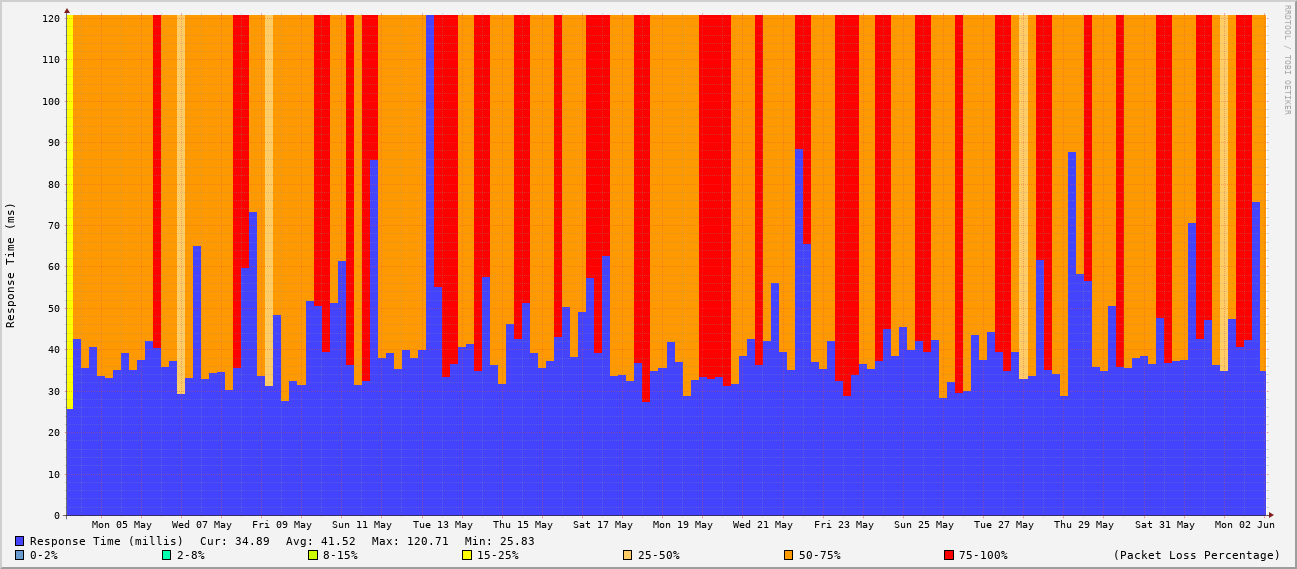 RRDTOOL / TOBI OETIKER
Response Time (ms)
120
110
100
90
80
70
60
50
40
30
20
10
0
Mon 05 May Wed 07 May Fri 09 May Sun 11 May Tue 13 May Thu 15 May Sat 17 May Mon 19 May Wed 21 May Fri 23 May Sun 25 May Tue 27 May Thu 29 May Sat 31 May Mon 02 Jun
Response Time (millis) Cur: 34.89 Avg: 41.52 Max: 120.71 Min: 25.83
0-2% 2-8% 8-15% 15-25% 25-50% 50-75% 75-100% (Packet Loss Percentage)